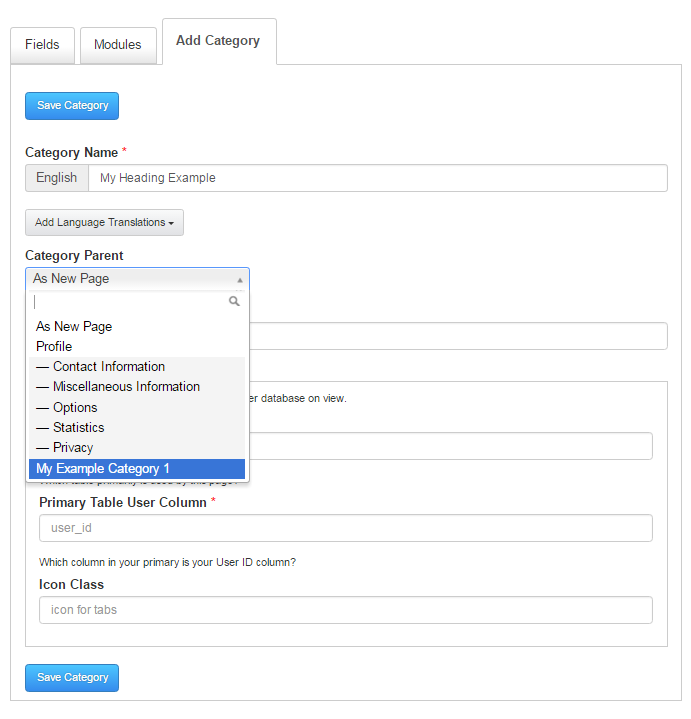 Fields Modules Add Category
Save Category
Category Name *
English My Heading Example
Add Language Translations
Category Parent
As New Page
As New Page
Profile
— Contact Information
— Miscellaneous Information
— Options
er database on view.
— Statistics
— Privacy
My Example Category 1
Primary Table User Column *
user_id
Which column in your primary is your User ID column?
Icon Class
icon for tabs
Save Category